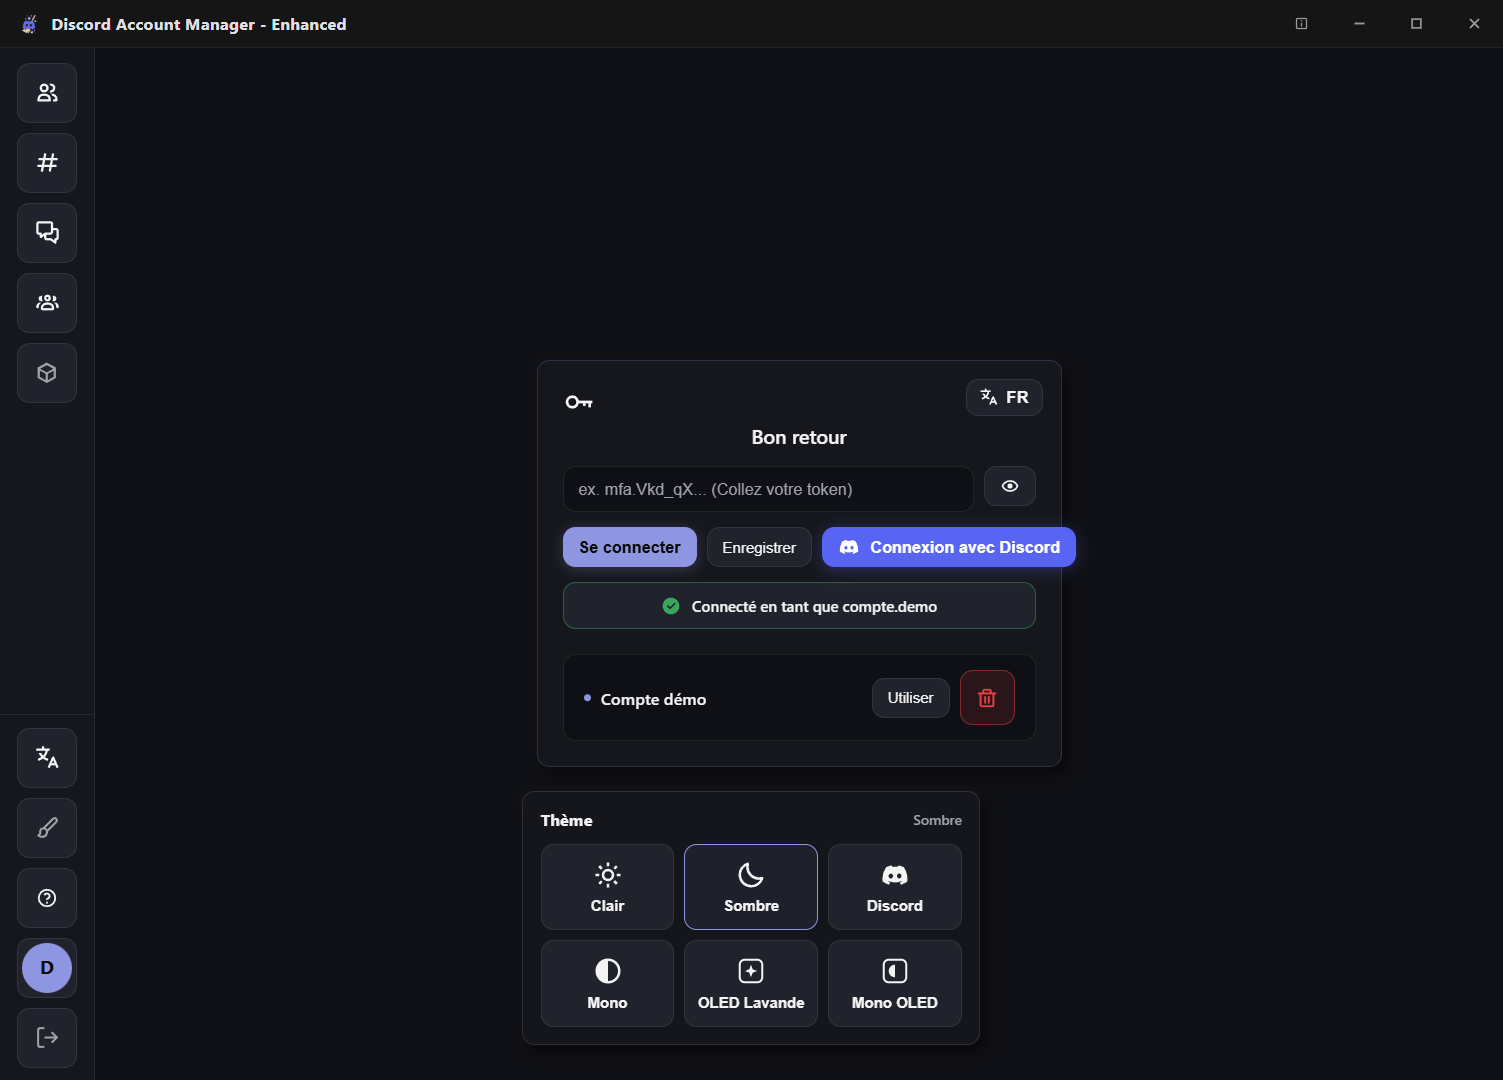 Discord Account Manager - Enhanced
FR
Bon retour
ex. mfa.Vkd_qX... (Collez votre token)
Se connecter
Enregistrer
Connexion avec Discord
Connecté en tant que compte.demo
Compte démo
Utiliser
Thème
Sombre
Clair
Sombre
Discord
Mono
OLED Lavande
Mono OLED
D